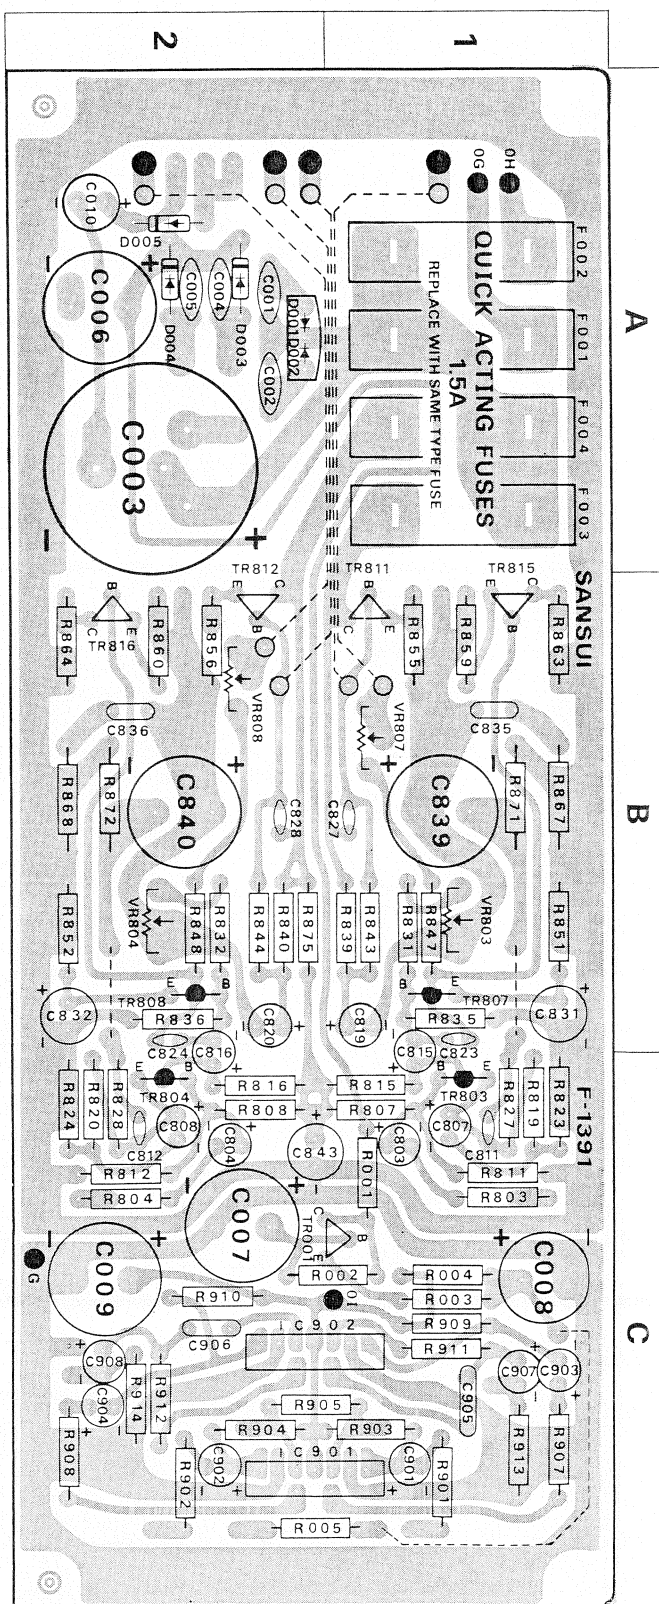 2
1
A
B
C
OG
OH
C010
D005
C006
C005
C004
C001
D001
D002
D004
D003
C002
C003
QUICK ACTING FUSES
1.5A
REPLACE WITH SAME TYPE FUSE
F002
F001
F004
F003
SANSUI
TR812
E
C
B
TR811
B
C
E
TR815
E
C
B
B
C
E
TR816
R864
R860
R856
R855
R859
R863
VR808
VR807
C836
C835
R868
R872
C840
C828
C827
C839
R871
R867
R852
VR804
R848
R832
R844
R840
R875
R839
R843
R831
R847
VR803
R851
E
B
TR808
B
E
TR807
C832
R836
C820
C819
R835
C831
C824
C816
C815
C823
E
B
TR804
B
E
TR803
R824
R820
R828
R816
R815
R808
R807
R827
R819
R823
F-1391
C812
C808
C804
C843
C803
C807
C811
R812
R804
R001
R811
R803
C007
TR001
C
B
E
C009
G
C008
R002
R004
R910
OI
R003
R909
R911
C906
IC902
C908
C904
R914
R912
C907
C903
C905
R905
R904
R903
R908
C902
IC901
C901
R902
R901
R913
R907
R005